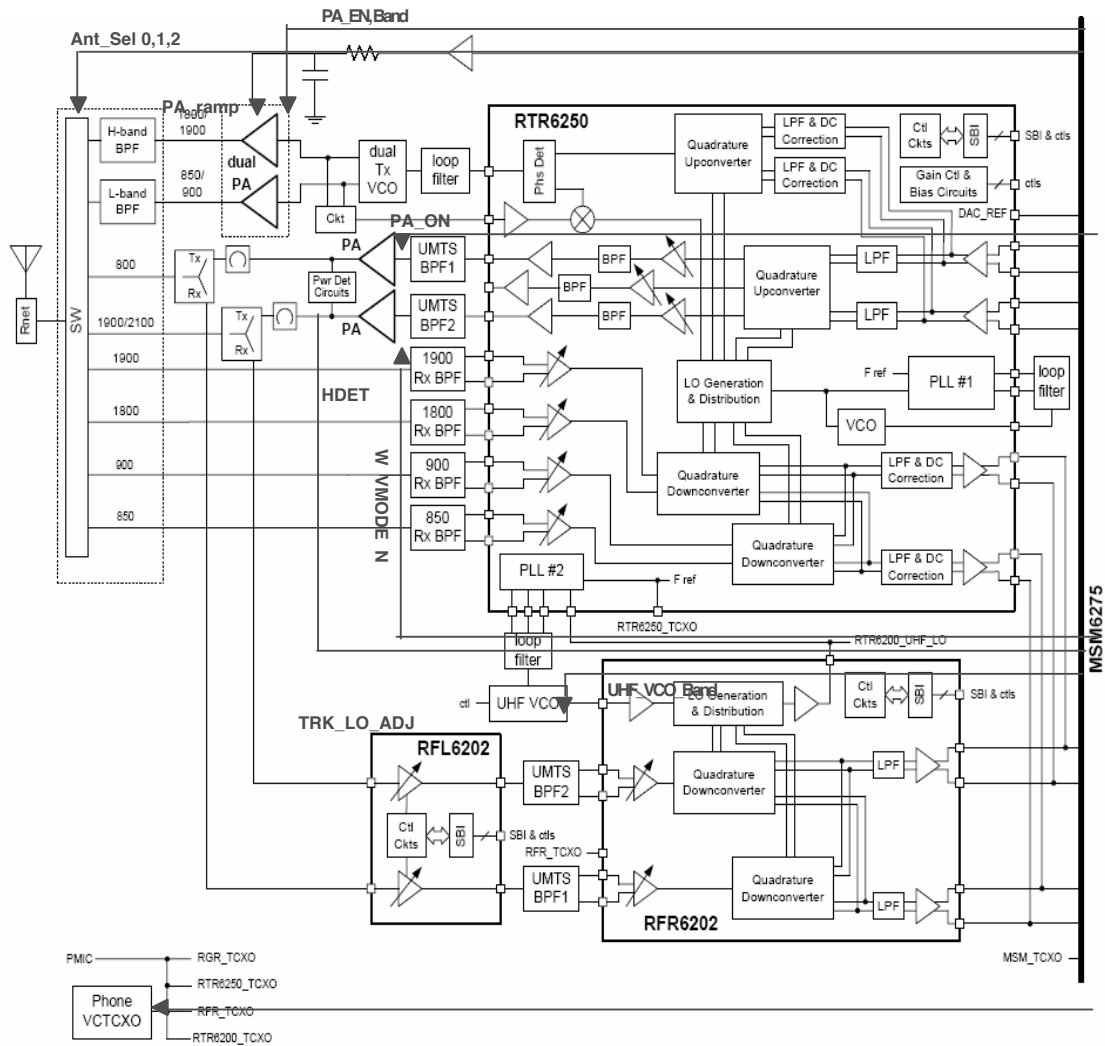 PA_EN,Band
Ant_Sel 0,1,2
PA_ramp
1800/
1900
H-band
BPF
dual
PA
850/
900
L-band
BPF
dual
Tx
VCO
loop
filter
Ckt
RTR6250
Phs Det
Quadrature
Upconverter
LPF & DC
Correction
LPF & DC
Correction
Ctl
Ckts
SBI
SBI & ctls
Gain Ctl &
Bias Circuits
ctls
DAC_REF
PA_ON
PA
UMTS
BPF1
BPF
BPF
BPF
Quadrature
Upconverter
LPF
LPF
Rnet
SW
800
Tx
Rx
Pwr Det
Circuits
1900/2100
Tx
Rx
PA
UMTS
BPF2
1900
1900
Rx BPF
HDET
1800
1800
Rx BPF
LO Generation
& Distribution
F ref
PLL #1
loop
filter
VCO
W_VMODE_N
900
900
Rx BPF
Quadrature
Downconverter
LPF & DC
Correction
850
850
Rx BPF
Quadrature
Downconverter
LPF & DC
Correction
PLL #2
F ref
RTR6250_TCXO
MSM6275
loop
filter
RTR6200_UHF_LO
ctl
UHF VCO
UHF_VCO_Band
LO Generation
& Distribution
Ctl
Ckts
SBI
SBI & ctls
TRK_LO_ADJ
RFL6202
UMTS
BPF2
Quadrature
Downconverter
LPF
Ctl
Ckts
SBI
SBI & ctls
RFR_TCXO
UMTS
BPF1
Quadrature
Downconverter
LPF
RFR6202
PMIC
RGR_TCXO
MSM_TCXO
RTR6250_TCXO
Phone
VCTCXO
RFR_TCXO
RTR6200_TCXO